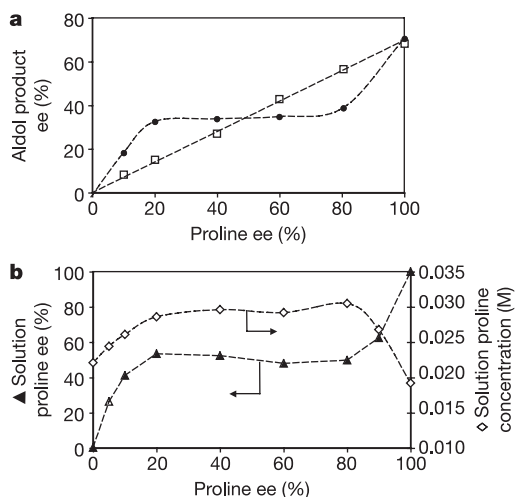 a
80
60
40
20
0
Aldol product
ee (%)
0 20 40 60 80 100
Proline ee (%)
b
100
80
60
40
20
0
▲ Solution
proline ee (%)
0.035
0.030
0.025
0.020
0.015
0.010
◇ Solution proline
concentration (M)
0 20 40 60 80 100
Proline ee (%)